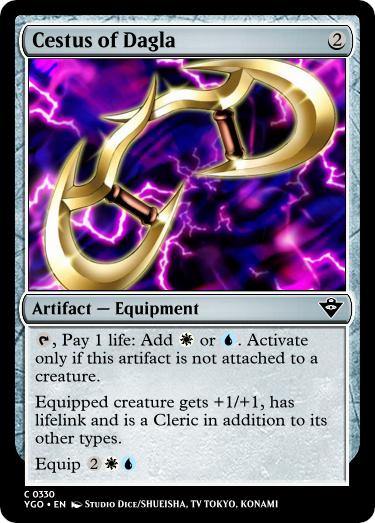 Cestus of Dagla 2
Artifact — Equipment
, Pay 1 life: Add or . Activate
only if this artifact is not attached to a
creature.
Equipped creature gets +1/+1, has
lifelink and is a Cleric in addition to its
other types.
Equip 2
C 0330
YGO • EN Studio Dice/SHUEISHA, TV TOKYO, KONAMI